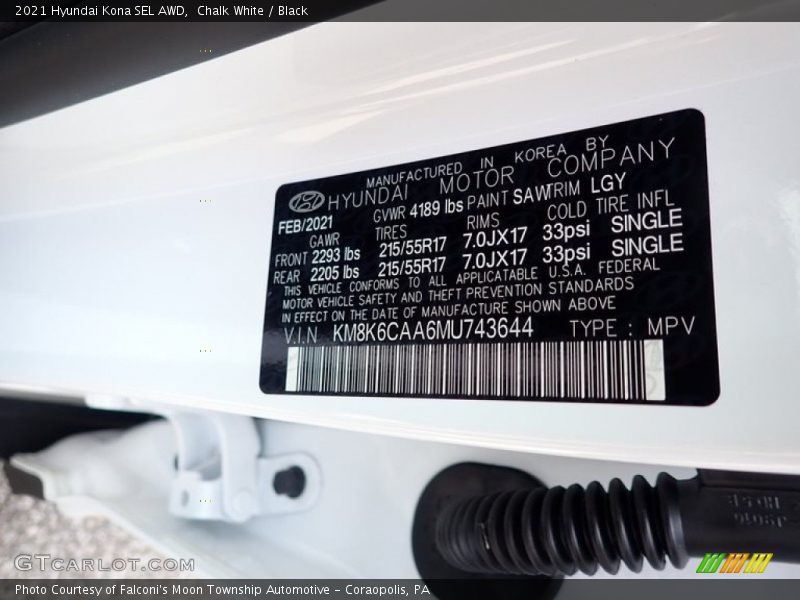 2021 Hyundai Kona SEL AWD, Chalk White / Black
MANUFACTURED IN KOREA BY
HYUNDAI MOTOR COMPANY
FEB/2021 GVWR 4189 lbs PAINT SAW TRIM LGY
GAWR TIRES RIMS COLD TIRE INFL
FRONT 2293 lbs 215/55R17 7.0JX17 33psi SINGLE
REAR 2205 lbs 215/55R17 7.0JX17 33psi SINGLE
THIS VEHICLE CONFORMS TO ALL APPLICATABLE U.S.A. FEDERAL
MOTOR VEHICLE SAFETY AND THEFT PREVENTION STANDARDS
IN EFFECT ON THE DATE OF MANUFACTURE SHOWN ABOVE
V.I.N KM8K6CAA6MU743644 TYPE : MPV
GTCARLOT.COM
Photo Courtesy of Falconi's Moon Township Automotive - Coraopolis, PA